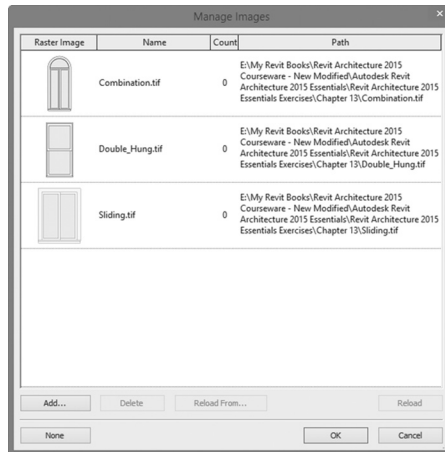 Manage Images
×
Raster Image Name Count Path
Combination.tif 0 E:\My Revit Books\Revit Architecture 2015
Courseware - New Modified\Autodesk Revit
Architecture 2015 Essentials\Revit Architecture 2015
Essentials Exercises\Chapter 13\Combination.tif
Double_Hung.tif 0 E:\My Revit Books\Revit Architecture 2015
Courseware - New Modified\Autodesk Revit
Architecture 2015 Essentials\Revit Architecture 2015
Essentials Exercises\Chapter 13\Double_Hung.tif
Sliding.tif 0 E:\My Revit Books\Revit Architecture 2015
Courseware - New Modified\Autodesk Revit
Architecture 2015 Essentials\Revit Architecture 2015
Essentials Exercises\Chapter 13\Sliding.tif
Add... Delete Reload From... Reload
None OK Cancel